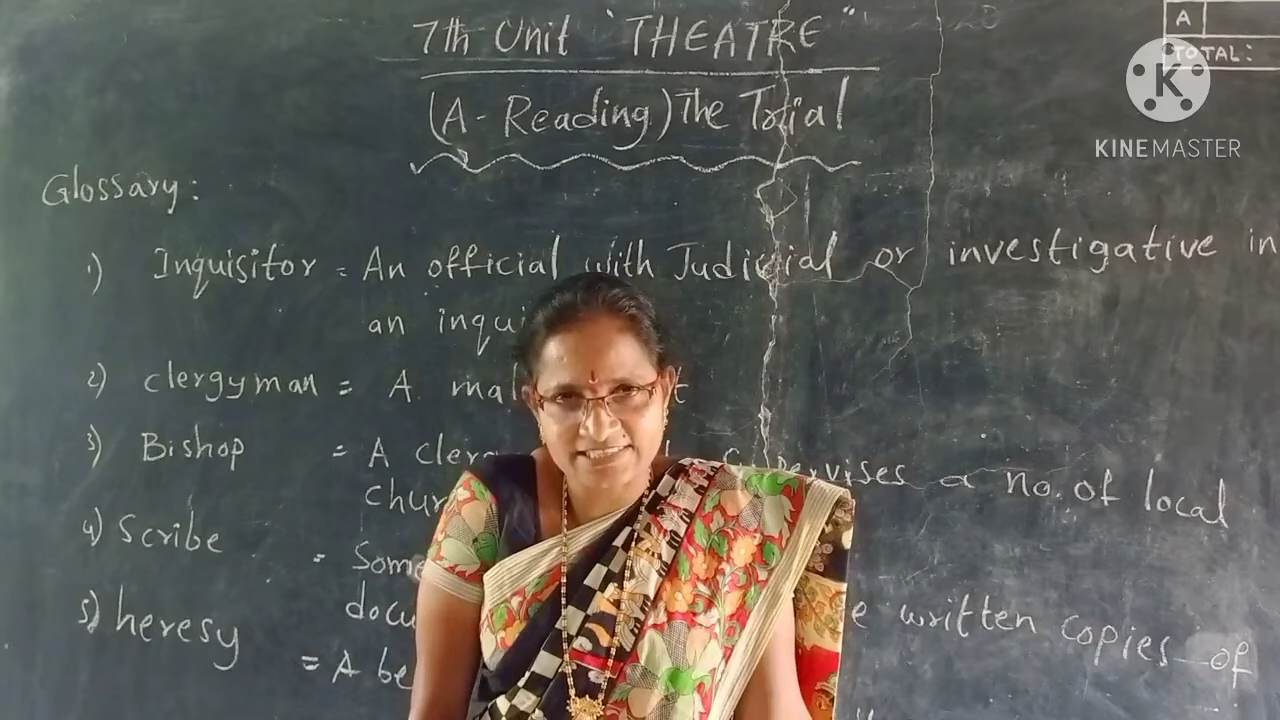 7th Unit "THEATRE"
A
TOTAL:
K
KINEMASTER
(A - Reading) The Trial
Glossary:
1) Inquisitor = An official with Judicial or investigative in
an inqui
2) clergyman = A mal t
3) Bishop = A clerg supervises a no. of local
chur
4) Scribe = Some
docu e written copies of
5) heresy = A be